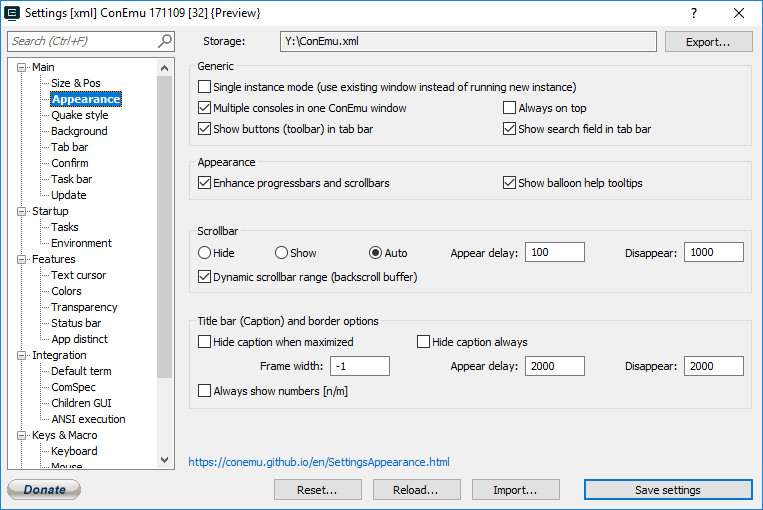 Settings [xml] ConEmu 171109 [32] {Preview}
Search (Ctrl+F)
Storage: Y:\ConEmu.xml Export...
Main
Size & Pos
Appearance
Quake style
Background
Tab bar
Confirm
Task bar
Update
Startup
Tasks
Environment
Features
Text cursor
Colors
Transparency
Status bar
App distinct
Integration
Default term
ComSpec
Children GUI
ANSI execution
Keys & Macro
Keyboard
Mouse
Generic
Single instance mode (use existing window instead of running new instance)
Multiple consoles in one ConEmu window Always on top
Show buttons (toolbar) in tab bar Show search field in tab bar
Appearance
Enhance progressbars and scrollbars Show balloon help tooltips
Scrollbar
Hide Show Auto Appear delay: 100 Disappear: 1000
Dynamic scrollbar range (backscroll buffer)
Title bar (Caption) and border options
Hide caption when maximized Hide caption always
Frame width: -1 Appear delay: 2000 Disappear: 2000
Always show numbers [n/m]
https://conemu.github.io/en/SettingsAppearance.html
Donate Reset... Reload... Import... Save settings